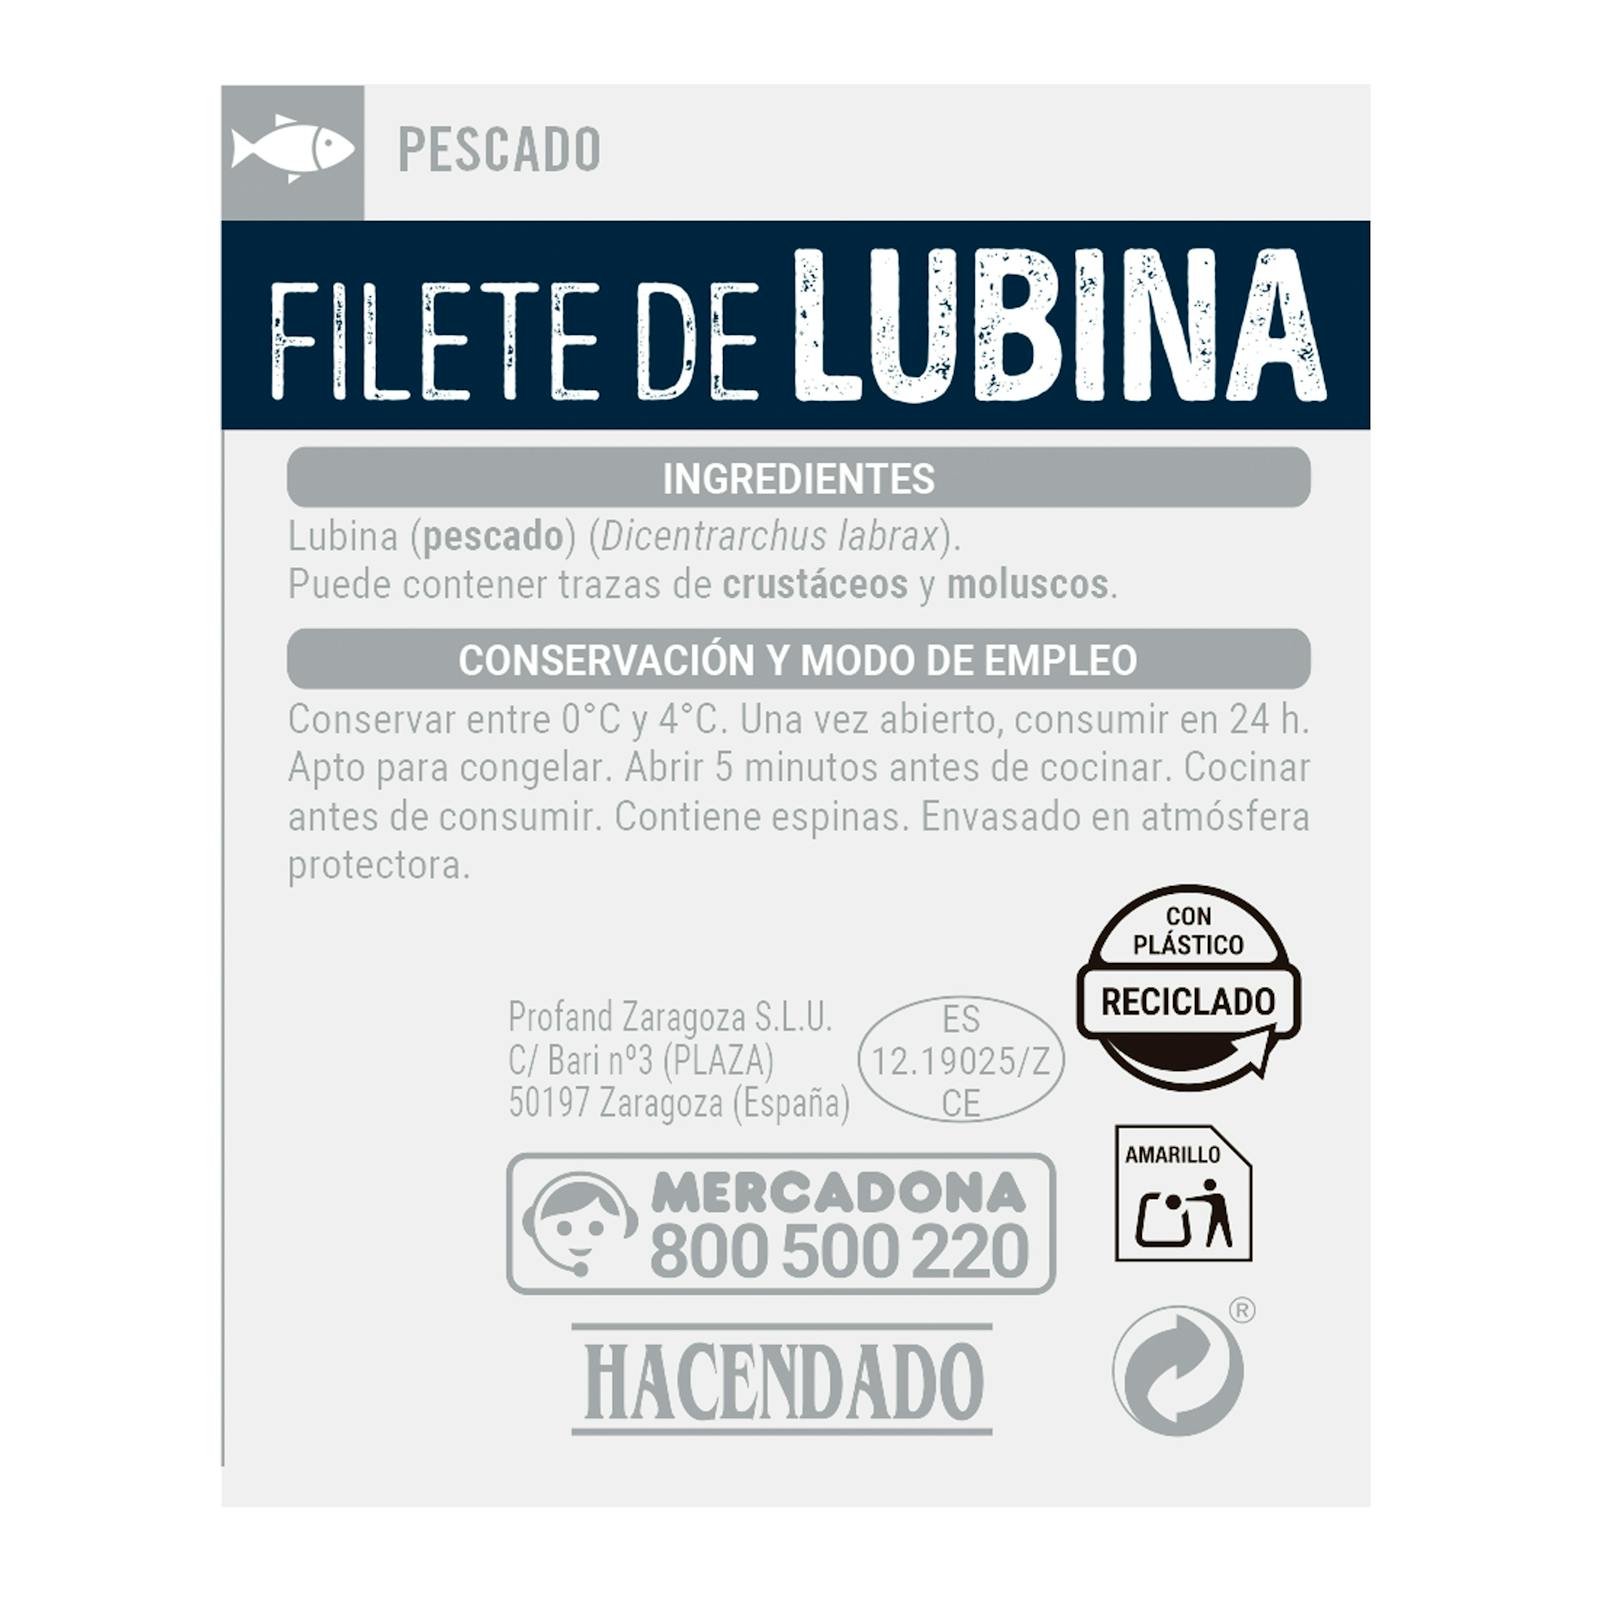 PESCADO
FILETE DE LUBINA
INGREDIENTES
Lubina (pescado) (Dicentrarchus labrax).
Puede contener trazas de crustáceos y moluscos.
CONSERVACIÓN Y MODO DE EMPLEO
Conservar entre 0°C y 4°C. Una vez abierto, consumir en 24 h.
Apto para congelar. Abrir 5 minutos antes de cocinar. Cocinar
antes de consumir. Contiene espinas. Envasado en atmósfera
protectora.
CON
PLÁSTICO
RECICLADO
Profand Zaragoza S.L.U.
C/ Bari nº3 (PLAZA)
50197 Zaragoza (España)
ES
12.19025/Z
CE
AMARILLO
MERCADONA
800 500 220
HACENDADO
®